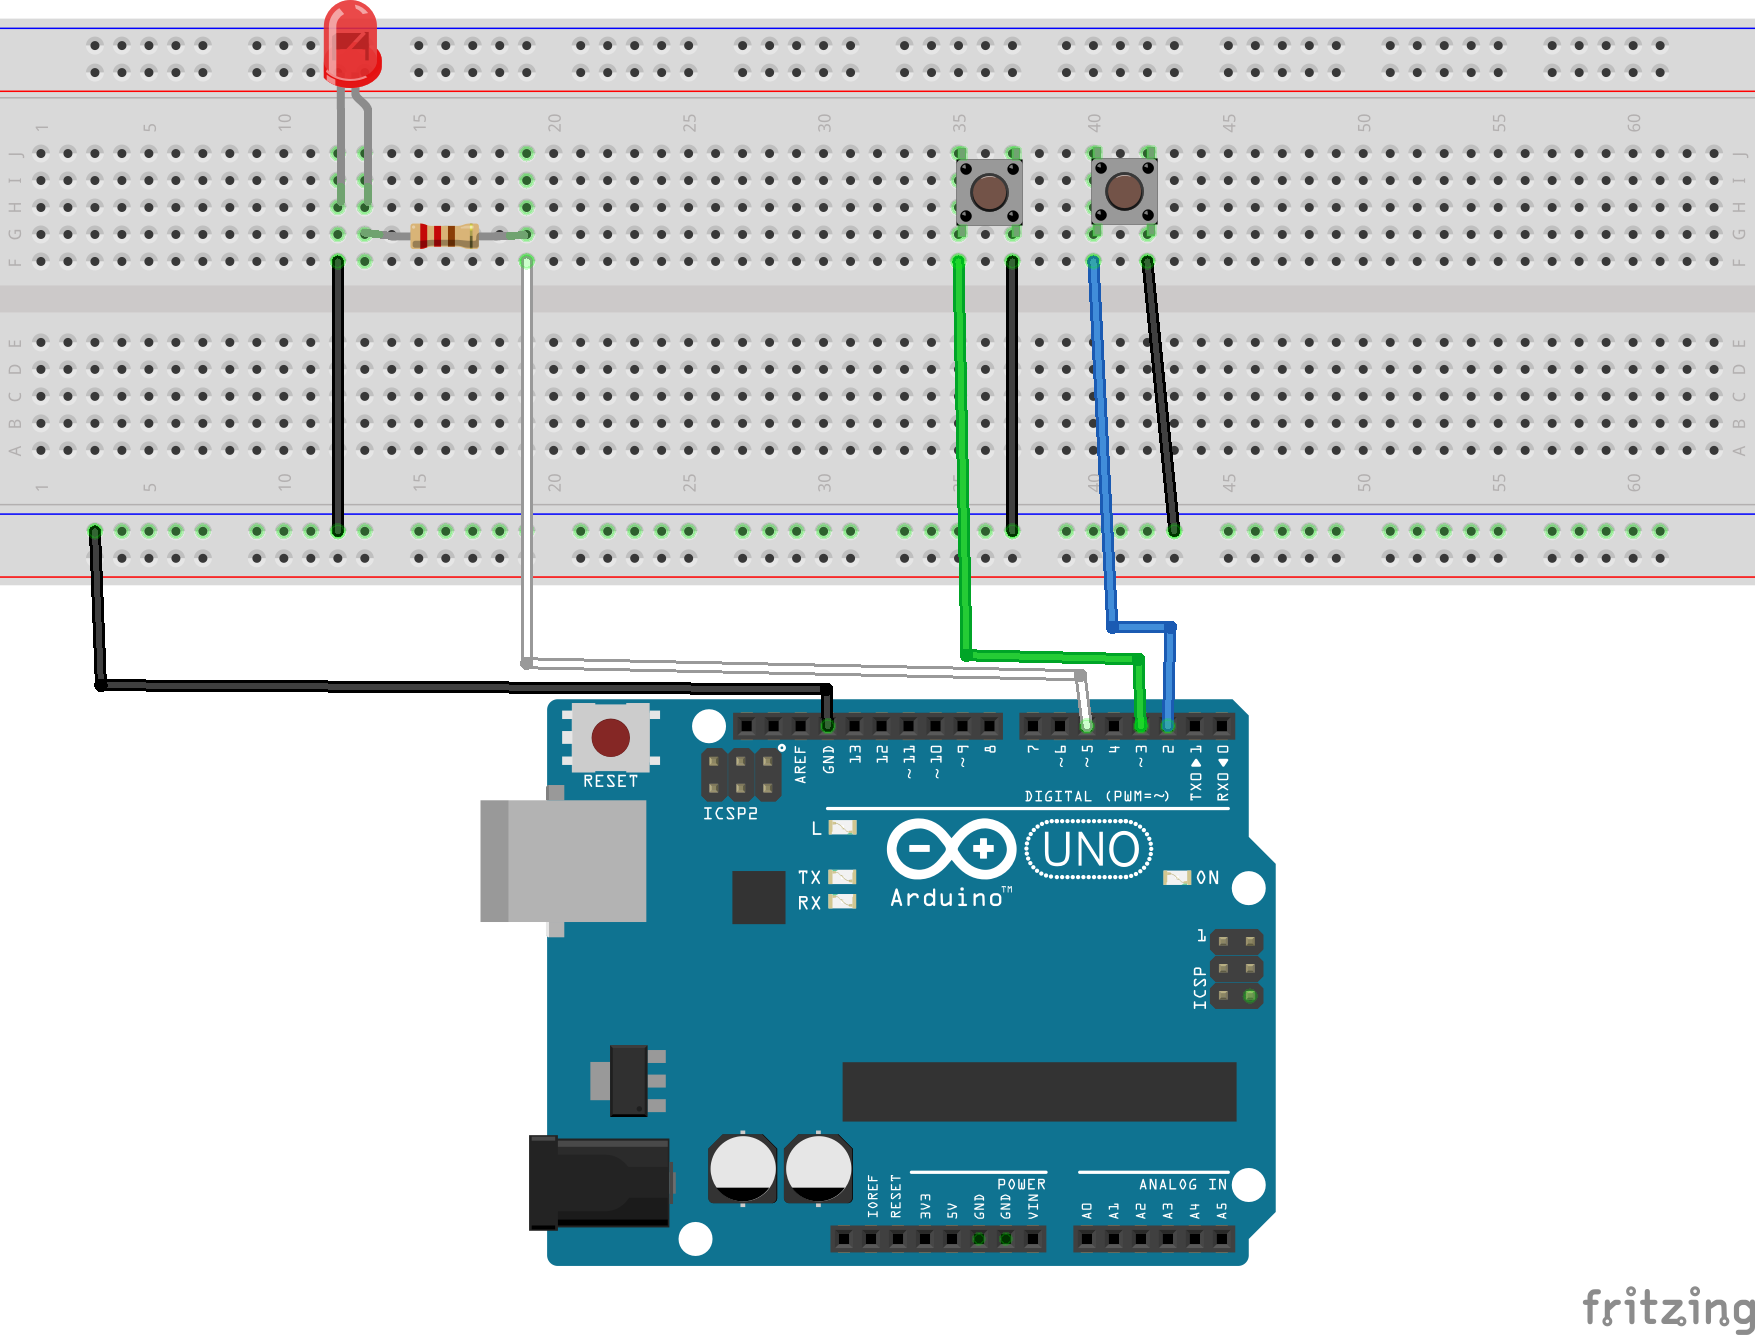 1 5 10 15 20 25 30 35 40 45 50 55 60
J J
I I
H H
G G
F F
E E
D D
C C
B B
A A
1 5 10 15 20 25 30 40 45 50 55 60
RESET
ICSP2
AREF GND 13 12 ~11 ~10 ~9 8 7 ~6 ~5 4 ~3 2 TX0 1 RX0 0
DIGITAL (PWM=~)
L
TX
RX
UNO
Arduino™
ON
1
ICSP
POWER
ANALOG IN
IOREF RESET 3V3 5V GND GND VIN A0 A1 A2 A3 A4 A5
fritzing